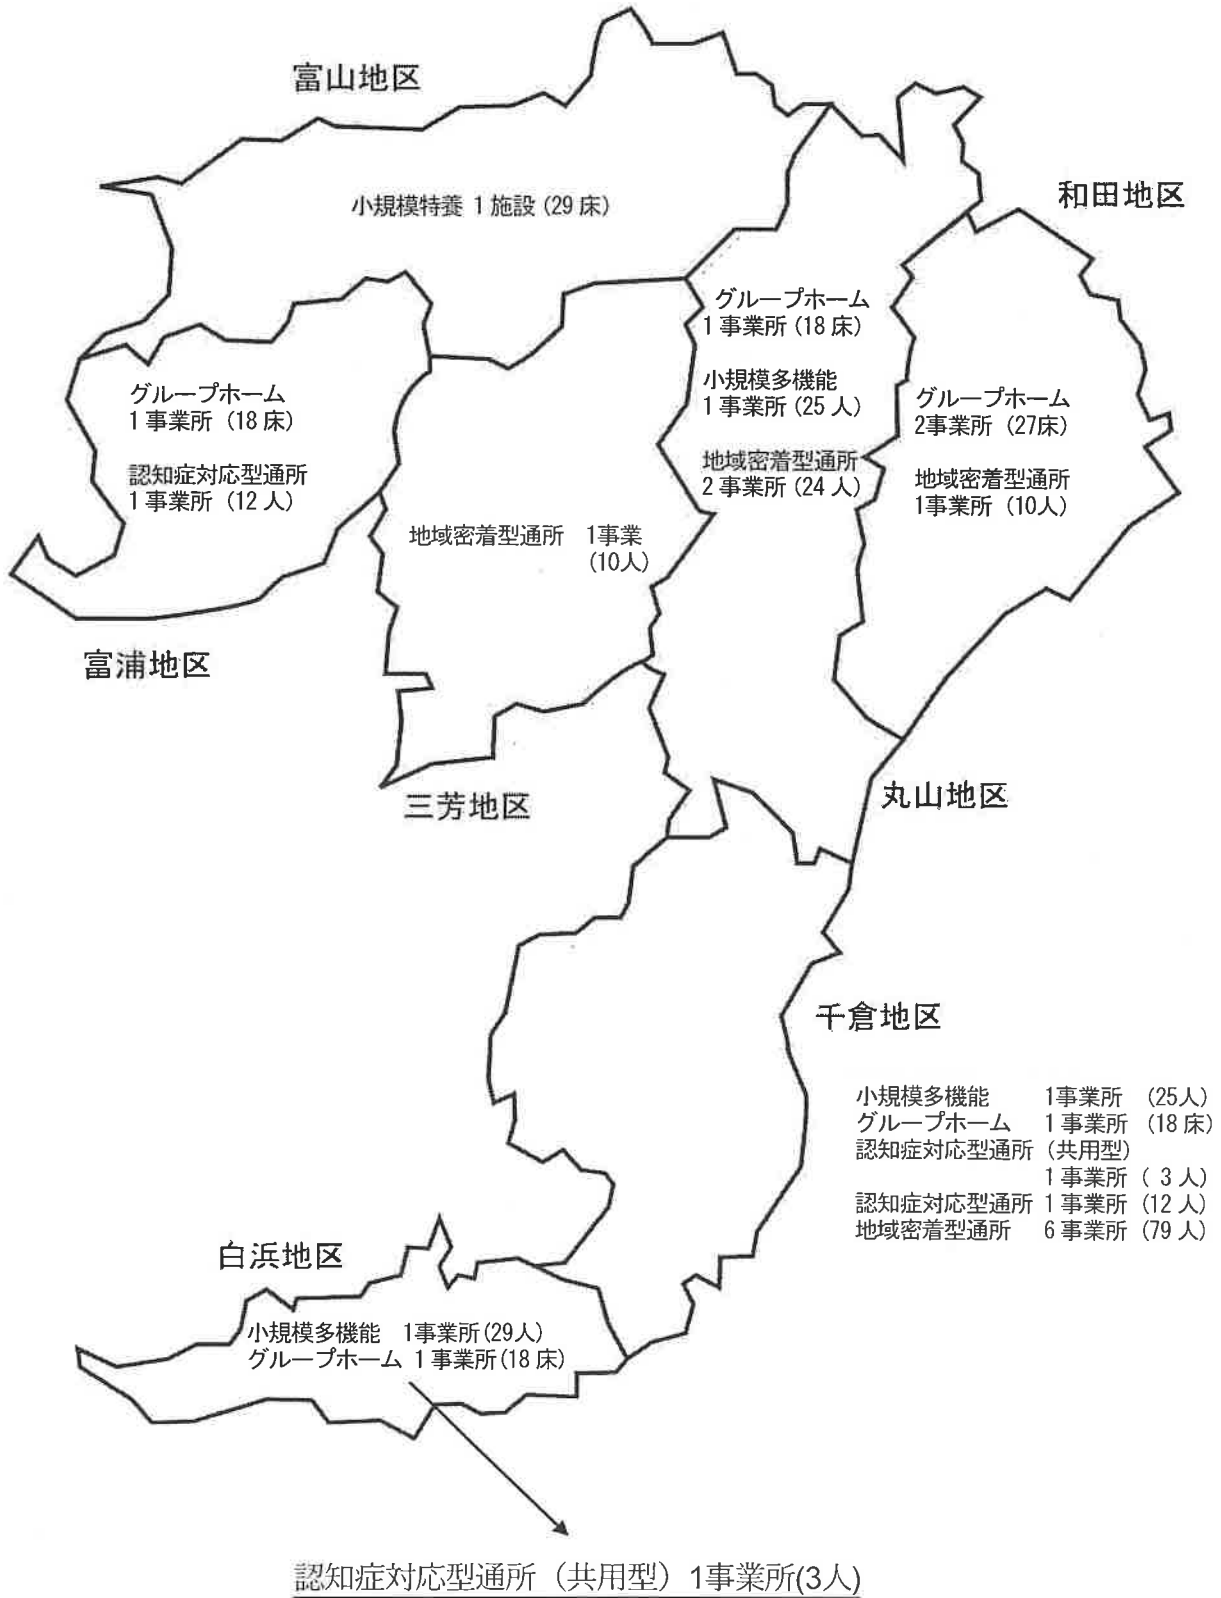 富山地区
小規模特養 1 施設 (29 床)
和田地区
グループホーム
1 事業所 (18 床)
小規模多機能
1 事業所 (25 人)
地域密着型通所
2 事業所 (24 人)
グループホーム
2事業所 (27床)
地域密着型通所
1事業所 (10人)
グループホーム
1 事業所 (18 床)
認知症対応型通所
1 事業所 (12 人)
地域密着型通所 1事業
(10人)
富浦地区
三芳地区
丸山地区
千倉地区
小規模多機能 1事業所 (25人)
グループホーム 1 事業所 (18 床)
認知症対応型通所 (共用型)
1 事業所 ( 3 人)
認知症対応型通所 1 事業所 (12 人)
地域密着型通所 6 事業所 (79 人)
白浜地区
小規模多機能 1事業所(29人)
グループホーム 1 事業所(18 床)
認知症対応型通所（共用型）1事業所(3人)